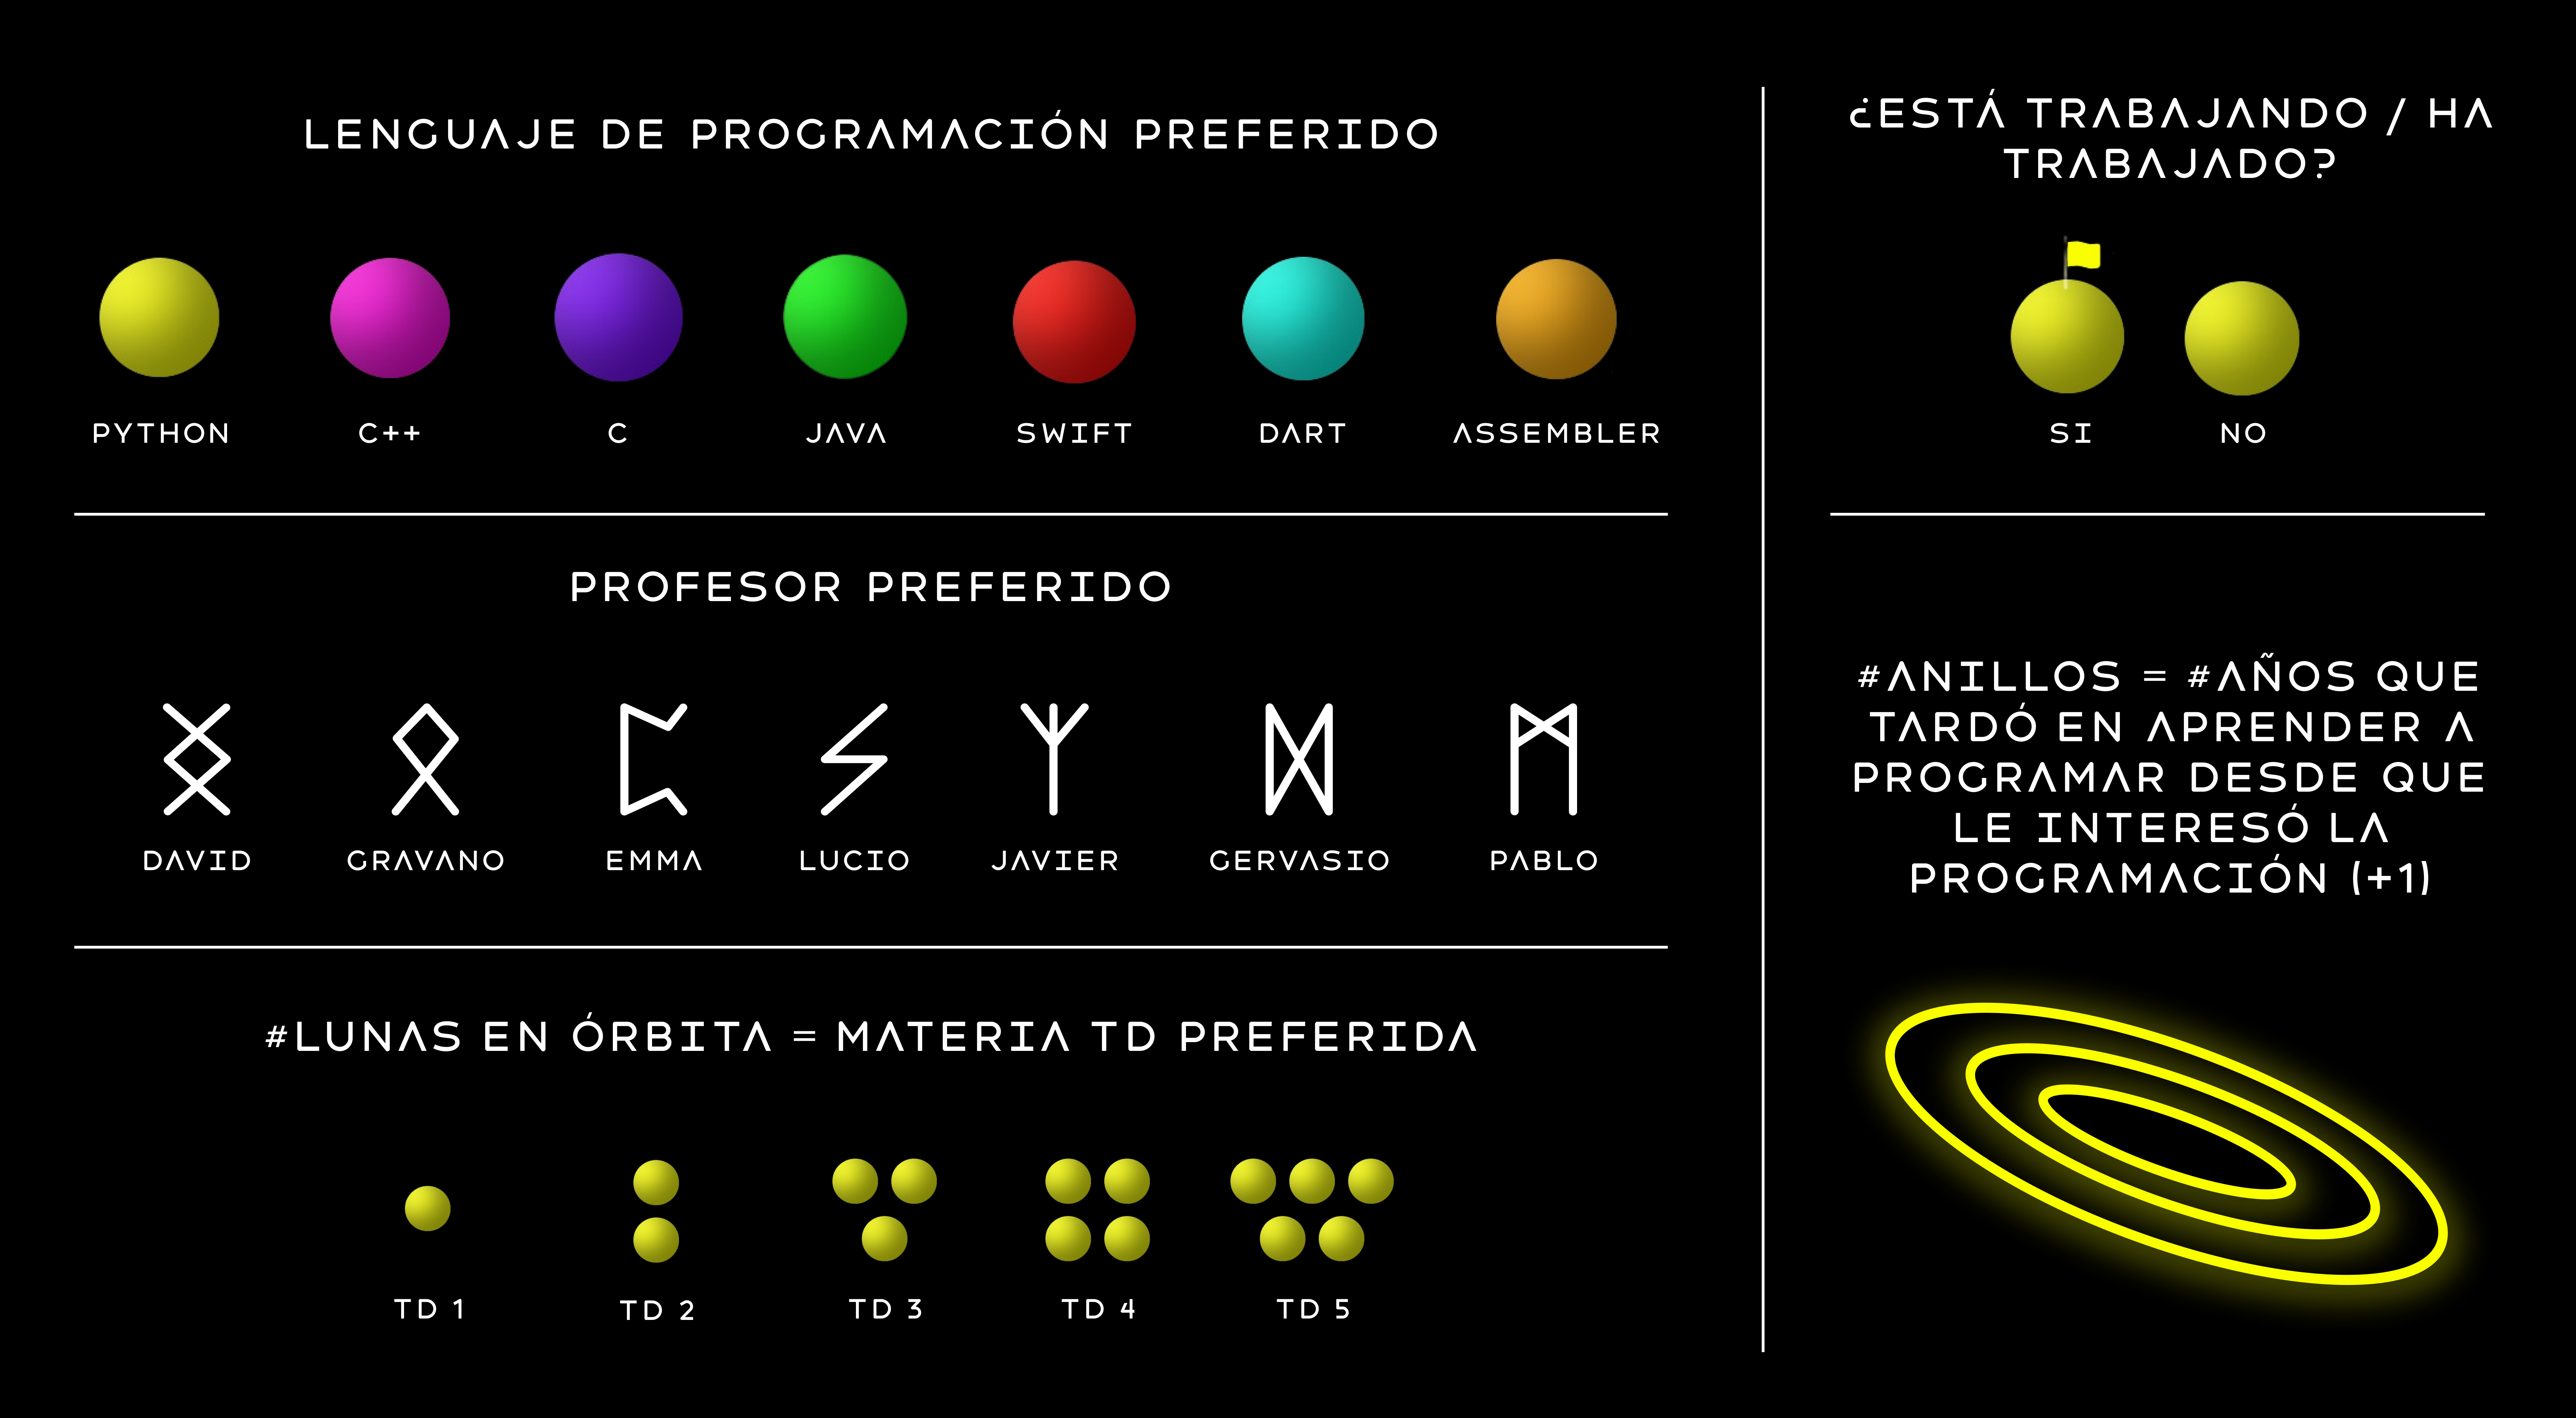 LENGUAJE DE PROGRAMACIÓN PREFERIDO
PYTHON
C++
C
JAVA
SWIFT
DART
ASSEMBLER
PROFESOR PREFERIDO
DAVID
GRAVANO
EMMA
LUCIO
JAVIER
GERVASIO
PABLO
#LUNAS EN ÓRBITA = MATERIA TD PREFERIDA
TD 1
TD 2
TD 3
TD 4
TD 5
¿ESTÁ TRABAJANDO / HA
TRABAJADO?
SI
NO
#ANILLOS = #AÑOS QUE
TARDÓ EN APRENDER A
PROGRAMAR DESDE QUE
LE INTERESÓ LA
PROGRAMACIÓN (+1)